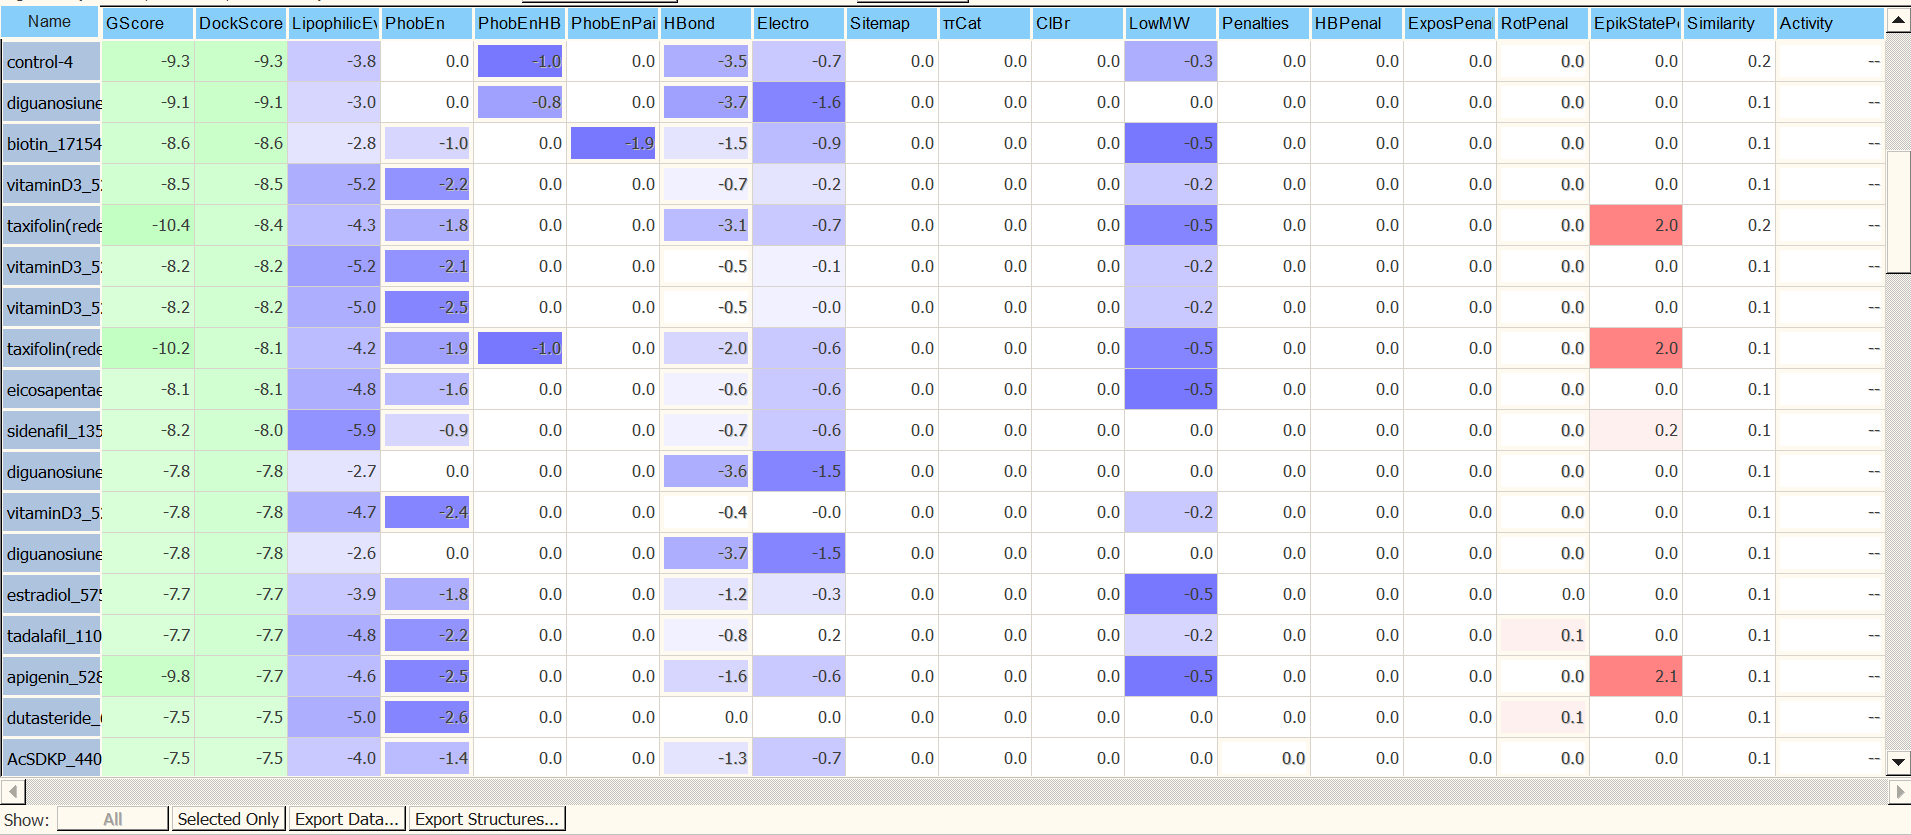 Name GScore DockScore LipophilicEv PhobEn PhobEnHB PhobEnPai HBond Electro Sitemap πCat ClBr LowMW Penalties HBPenal ExposPenal RotPenal EpikStatePe Similarity Activity
control-4 -9.3 -9.3 -3.8 0.0 -1.0 0.0 -3.5 -0.7 0.0 0.0 0.0 -0.3 0.0 0.0 0.0 0.0 0.0 0.2 --
diguanosiune -9.1 -9.1 -3.0 0.0 -0.8 0.0 -3.7 -1.6 0.0 0.0 0.0 0.0 0.0 0.0 0.0 0.0 0.0 0.1 --
biotin_17154 -8.6 -8.6 -2.8 -1.0 0.0 -1.9 -1.5 -0.9 0.0 0.0 0.0 -0.5 0.0 0.0 0.0 0.0 0.0 0.1 --
vitaminD3_52 -8.5 -8.5 -5.2 -2.2 0.0 0.0 -0.7 -0.2 0.0 0.0 0.0 -0.2 0.0 0.0 0.0 0.0 0.0 0.1 --
taxifolin(rede -10.4 -8.4 -4.3 -1.8 0.0 0.0 -3.1 -0.7 0.0 0.0 0.0 -0.5 0.0 0.0 0.0 0.0 2.0 0.2 --
vitaminD3_52 -8.2 -8.2 -5.2 -2.1 0.0 0.0 -0.5 -0.1 0.0 0.0 0.0 -0.2 0.0 0.0 0.0 0.0 0.0 0.1 --
vitaminD3_52 -8.2 -8.2 -5.0 -2.5 0.0 0.0 -0.5 -0.0 0.0 0.0 0.0 -0.2 0.0 0.0 0.0 0.0 0.0 0.1 --
taxifolin(rede -10.2 -8.1 -4.2 -1.9 -1.0 0.0 -2.0 -0.6 0.0 0.0 0.0 -0.5 0.0 0.0 0.0 0.0 2.0 0.1 --
eicosapentae -8.1 -8.1 -4.8 -1.6 0.0 0.0 -0.6 -0.6 0.0 0.0 0.0 -0.5 0.0 0.0 0.0 0.0 0.0 0.1 --
sidenafil_135 -8.2 -8.0 -5.9 -0.9 0.0 0.0 -0.7 -0.6 0.0 0.0 0.0 0.0 0.0 0.0 0.0 0.0 0.2 0.1 --
diguanosiune -7.8 -7.8 -2.7 0.0 0.0 0.0 -3.6 -1.5 0.0 0.0 0.0 0.0 0.0 0.0 0.0 0.0 0.0 0.1 --
vitaminD3_52 -7.8 -7.8 -4.7 -2.4 0.0 0.0 -0.4 -0.0 0.0 0.0 0.0 -0.2 0.0 0.0 0.0 0.0 0.0 0.1 --
diguanosiune -7.8 -7.8 -2.6 0.0 0.0 0.0 -3.7 -1.5 0.0 0.0 0.0 0.0 0.0 0.0 0.0 0.0 0.0 0.1 --
estradiol_575 -7.7 -7.7 -3.9 -1.8 0.0 0.0 -1.2 -0.3 0.0 0.0 0.0 -0.5 0.0 0.0 0.0 0.0 0.0 0.1 --
tadalafil_110 -7.7 -7.7 -4.8 -2.2 0.0 0.0 -0.8 0.2 0.0 0.0 0.0 -0.2 0.0 0.0 0.0 0.1 0.0 0.1 --
apigenin_528 -9.8 -7.7 -4.6 -2.5 0.0 0.0 -1.6 -0.6 0.0 0.0 0.0 -0.5 0.0 0.0 0.0 0.0 2.1 0.1 --
dutasteride_ -7.5 -7.5 -5.0 -2.6 0.0 0.0 0.0 0.0 0.0 0.0 0.0 0.0 0.0 0.0 0.0 0.1 0.0 0.1 --
AcSDKP_440 -7.5 -7.5 -4.0 -1.4 0.0 0.0 -1.3 -0.7 0.0 0.0 0.0 0.0 0.0 0.0 0.0 0.0 0.0 0.1 --
Show: All Selected Only Export Data... Export Structures...